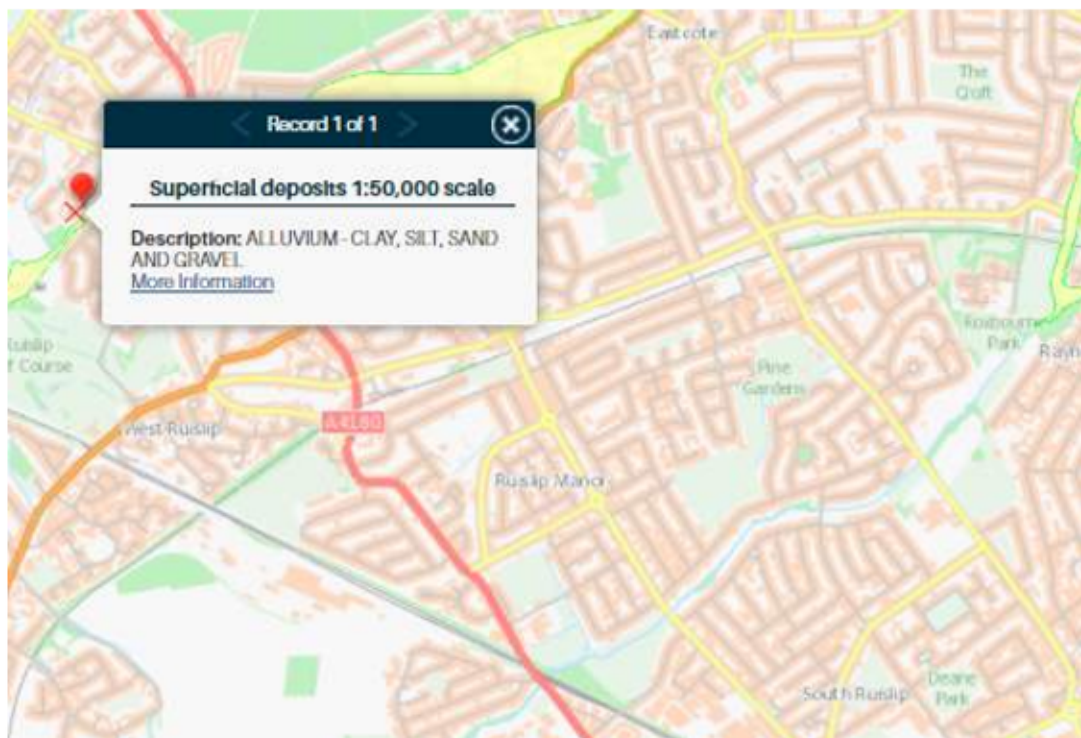 Eastcote
The
Croft
Record 1 of 1
Superficial deposits 1:50,000 scale
Description: ALLUVIUM - CLAY, SILT, SAND
AND GRAVEL
More Information
Ruislip
f Course
Roxbourne
Park
Rayn
Pine
Gardens
West Ruislip
A4180
Ruislip Manor
South Ruislip
Deane
Park